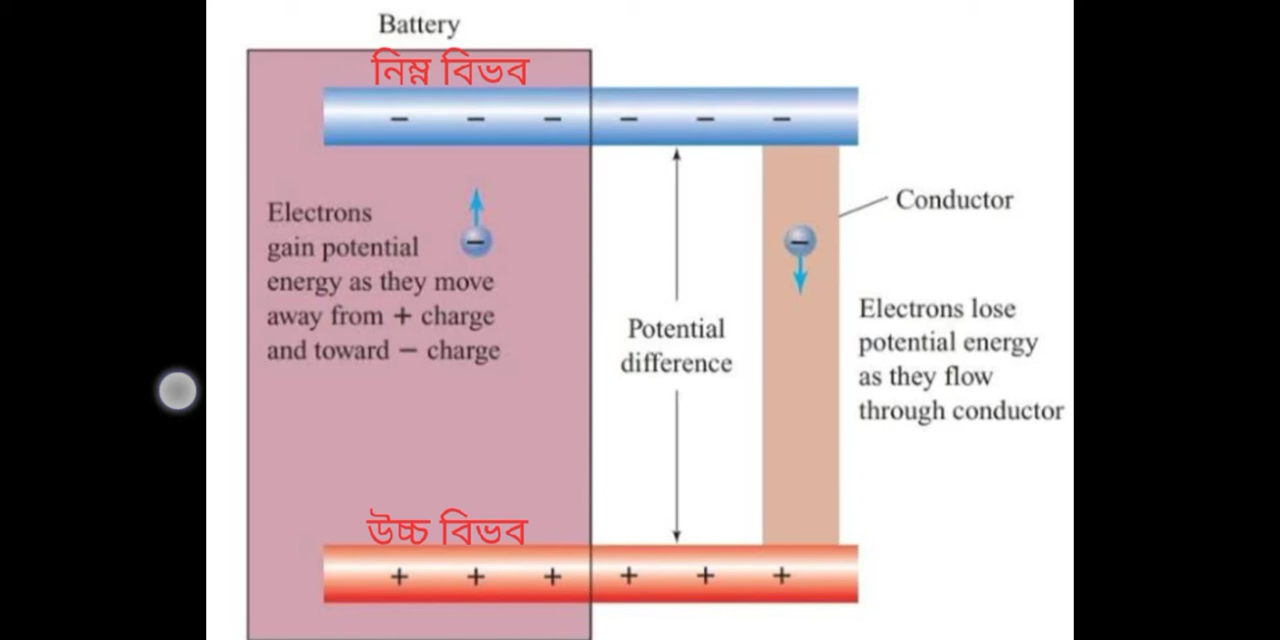 Battery
নিম্ন বিভব
− − − − − −
Electrons
gain potential
energy as they move
away from + charge
and toward − charge
−
−
Conductor
Potential
difference
Electrons lose
potential energy
as they flow
through conductor
উচ্চ বিভব
+ + + + + +